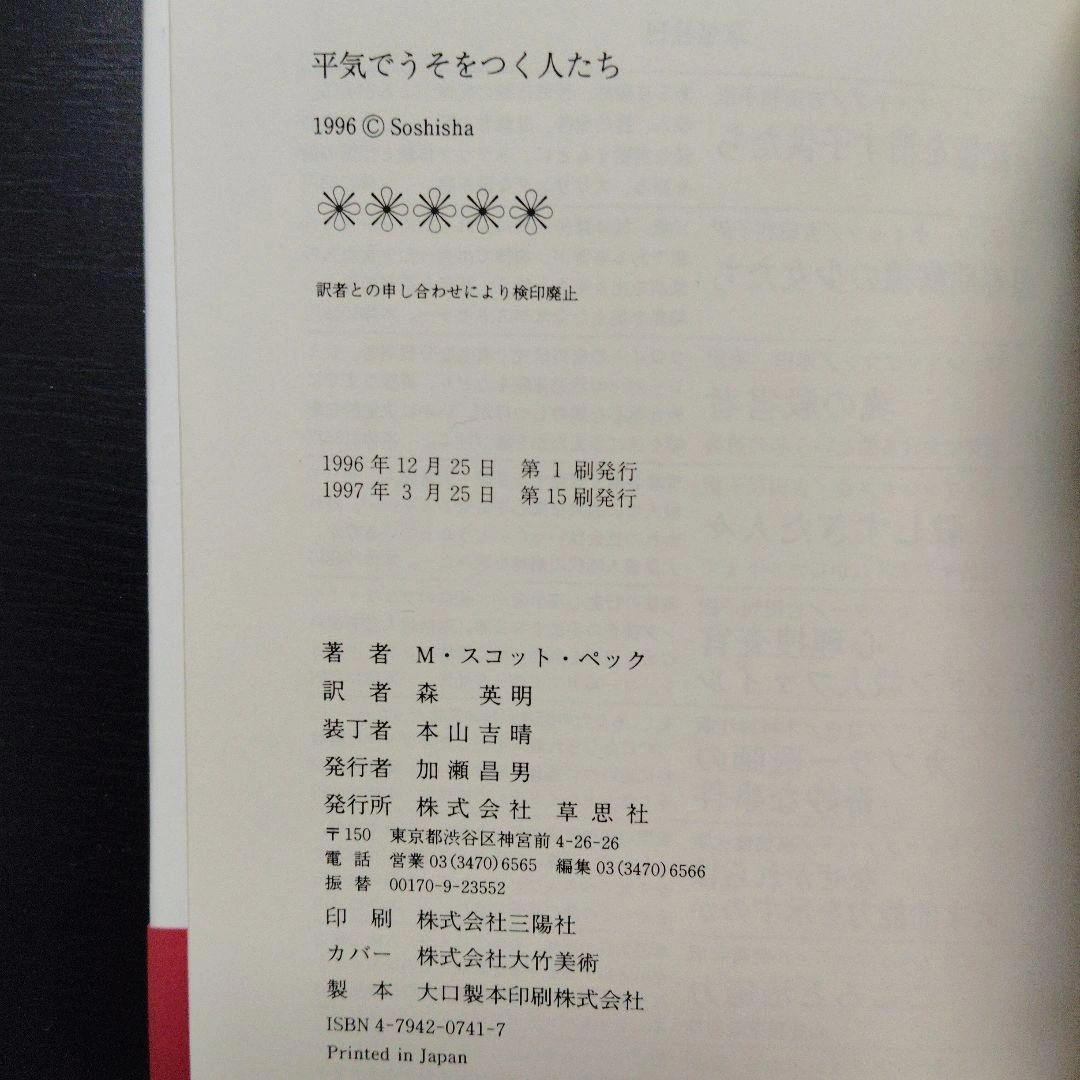 平気でうそをつく人たち
1996 © Soshisha
訳者との申し合わせにより検印廃止
1996年12月25日 第1刷発行
1997年3月25日 第15刷発行
著者 M・スコット・ペック
訳者 森 英明
装丁者 本山吉晴
発行者 加瀬昌男
発行所 株式会社 草思社
〒150 東京都渋谷区神宮前4-26-26
電話 営業03(3470)6565 編集03(3470)6566
振替 00170-9-23552
印刷 株式会社三陽社
カバー 株式会社大竹美術
製本 大口製本印刷株式会社
ISBN 4-7942-0741-7
Printed in Japan